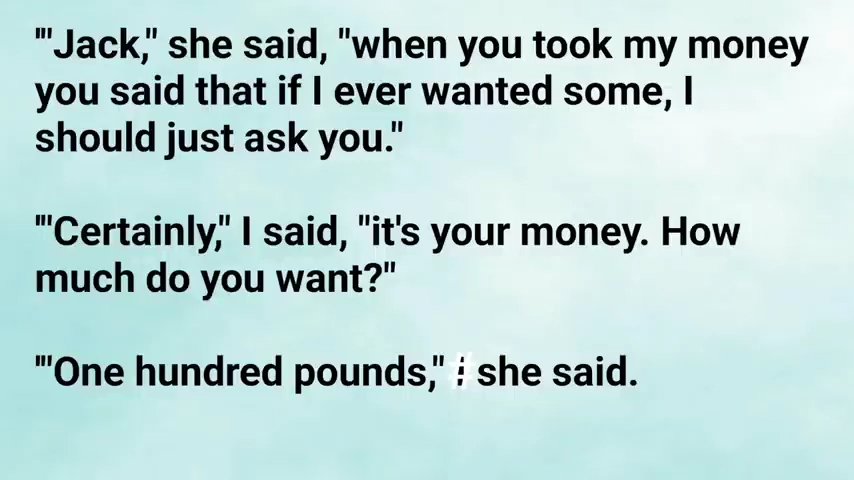 "'Jack," she said, "when you took my money
you said that if I ever wanted some, I
should just ask you."
"'Certainly," I said, "it's your money. How
much do you want?"
"'One hundred pounds," she said.